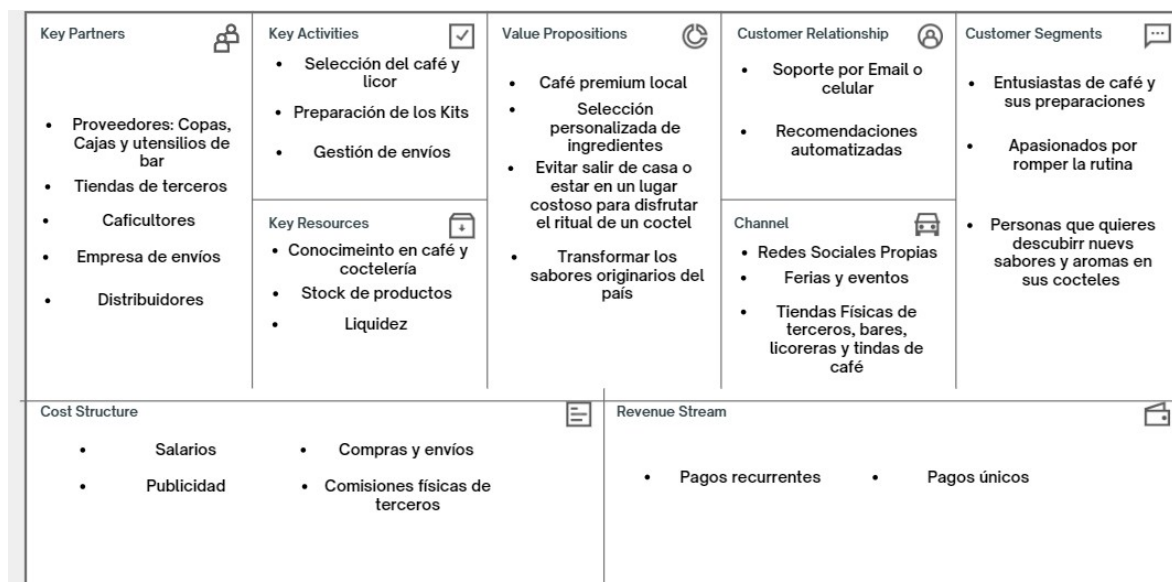 Key Partners
Proveedores: Copas,
Cajas y utensilios de
bar
Tiendas de terceros
Caficultores
Empresa de envíos
Distribuidores
Key Activities
Selección del café y
licor
Preparación de los Kits
Gestión de envíos
Key Resources
Conocimeinto en café y
coctelería
Stock de productos
Liquidez
Value Propositions
Café premium local
Selección
personalizada de
ingredientes
Evitar salir de casa o
estar en un lugar
costoso para disfrutar
el ritual de un coctel
Transformar los
sabores originarios del
país
Customer Relationship
Soporte por Email o
celular
Recomendaciones
automatizadas
Channel
Redes Sociales Propias
Ferias y eventos
Tiendas Físicas de
terceros, bares,
licoreras y tindas de
café
Customer Segments
Entusiastas de café y
sus preparaciones
Apasionados por
romper la rutina
Personas que quieres
descubirr nuevs
sabores y aromas en
sus cocteles
Cost Structure
Salarios
Publicidad
Compras y envíos
Comisiones físicas de
terceros
Revenue Stream
Pagos recurrentes
Pagos únicos